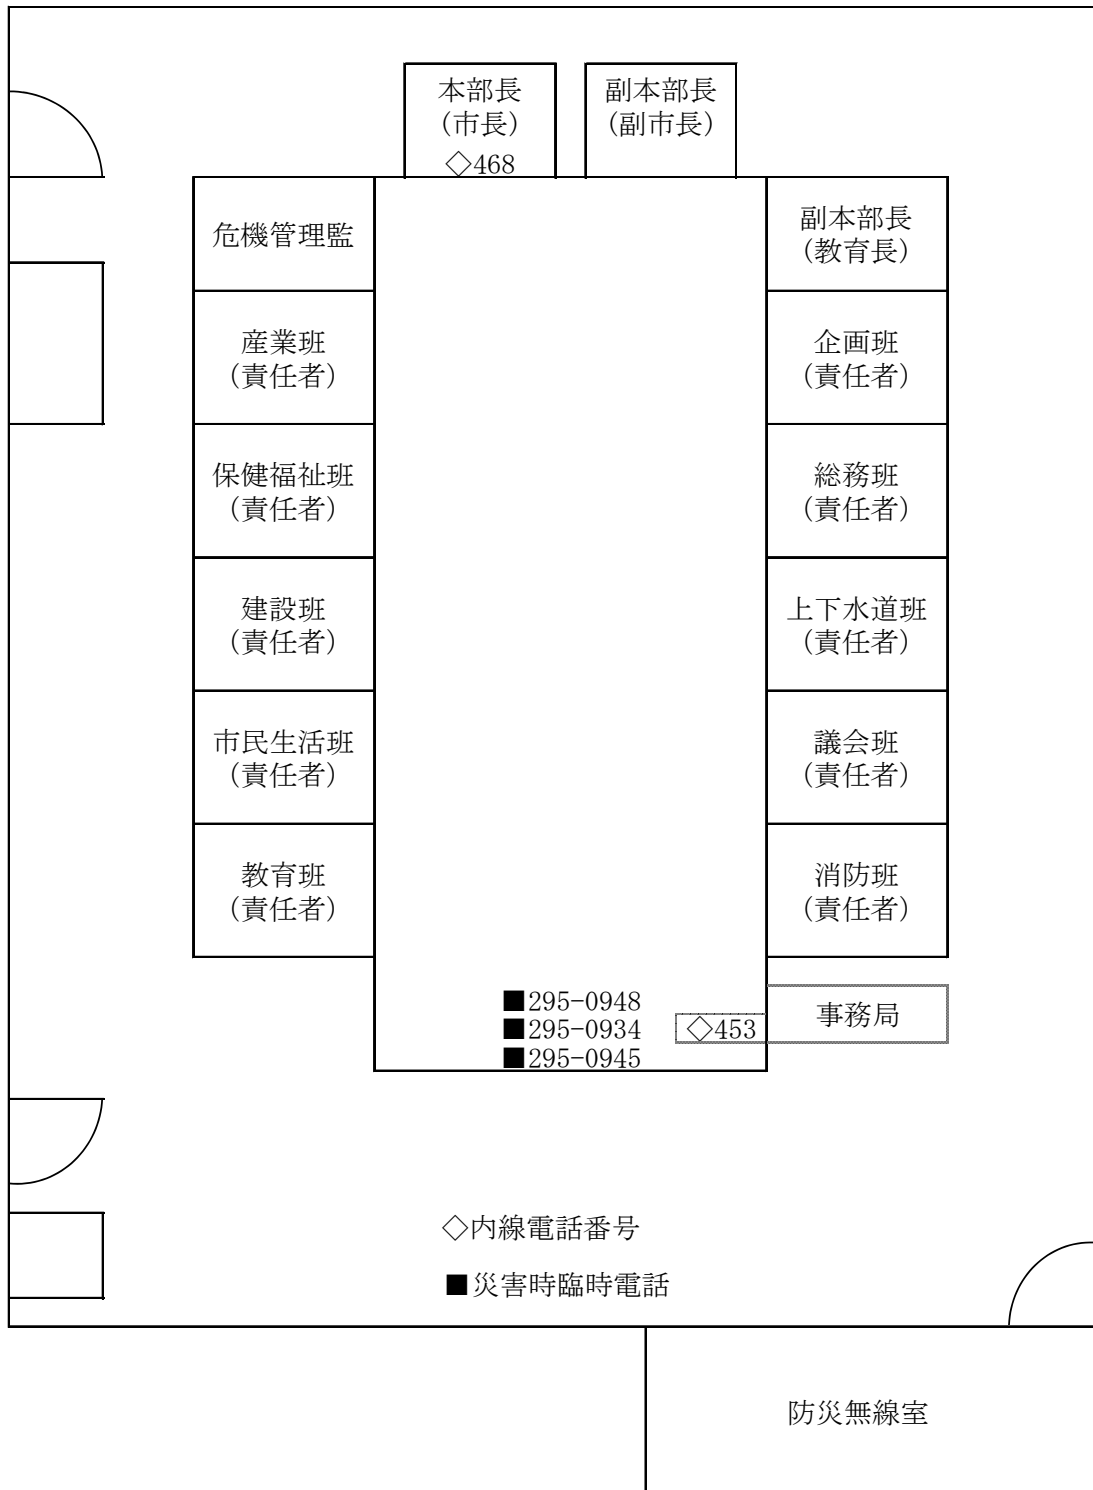 本部長
(市長)
◇468
副本部長
(副市長)
危機管理監
副本部長
(教育長)
産業班
(責任者)
企画班
(責任者)
保健福祉班
(責任者)
総務班
(責任者)
建設班
(責任者)
上下水道班
(責任者)
市民生活班
(責任者)
議会班
(責任者)
教育班
(責任者)
消防班
(責任者)
■295-0948
■295-0934
■295-0945
◇453
事務局
◇内線電話番号
■災害時臨時電話
防災無線室